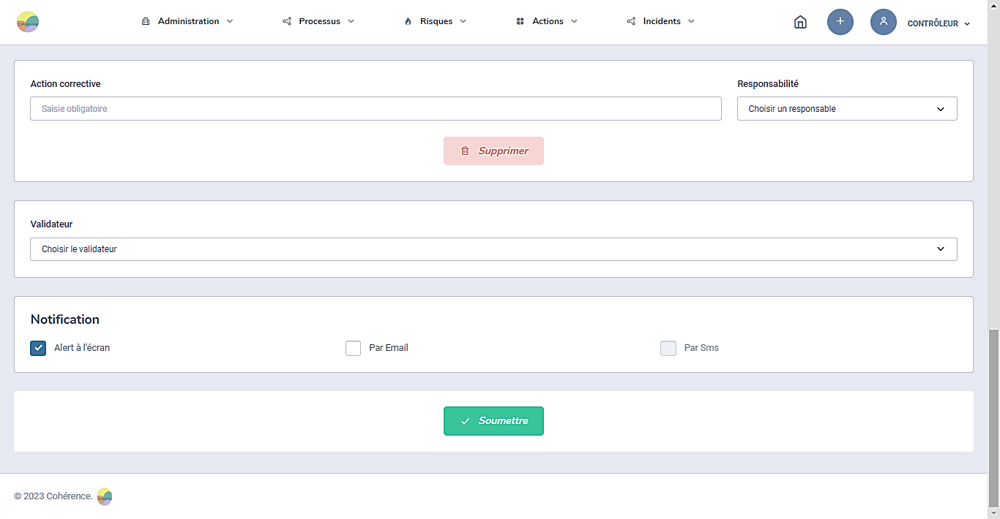 Cohérence
Administration
Processus
Risques
Actions
Incidents
CONTRÔLEUR
Action corrective
Responsabilité
Saisie obligatoire
Choisir un responsable
Supprimer
Validateur
Choisir le validateur
Notification
Alert à l'écran
Par Email
Par Sms
Soumettre
© 2023 Cohérence.